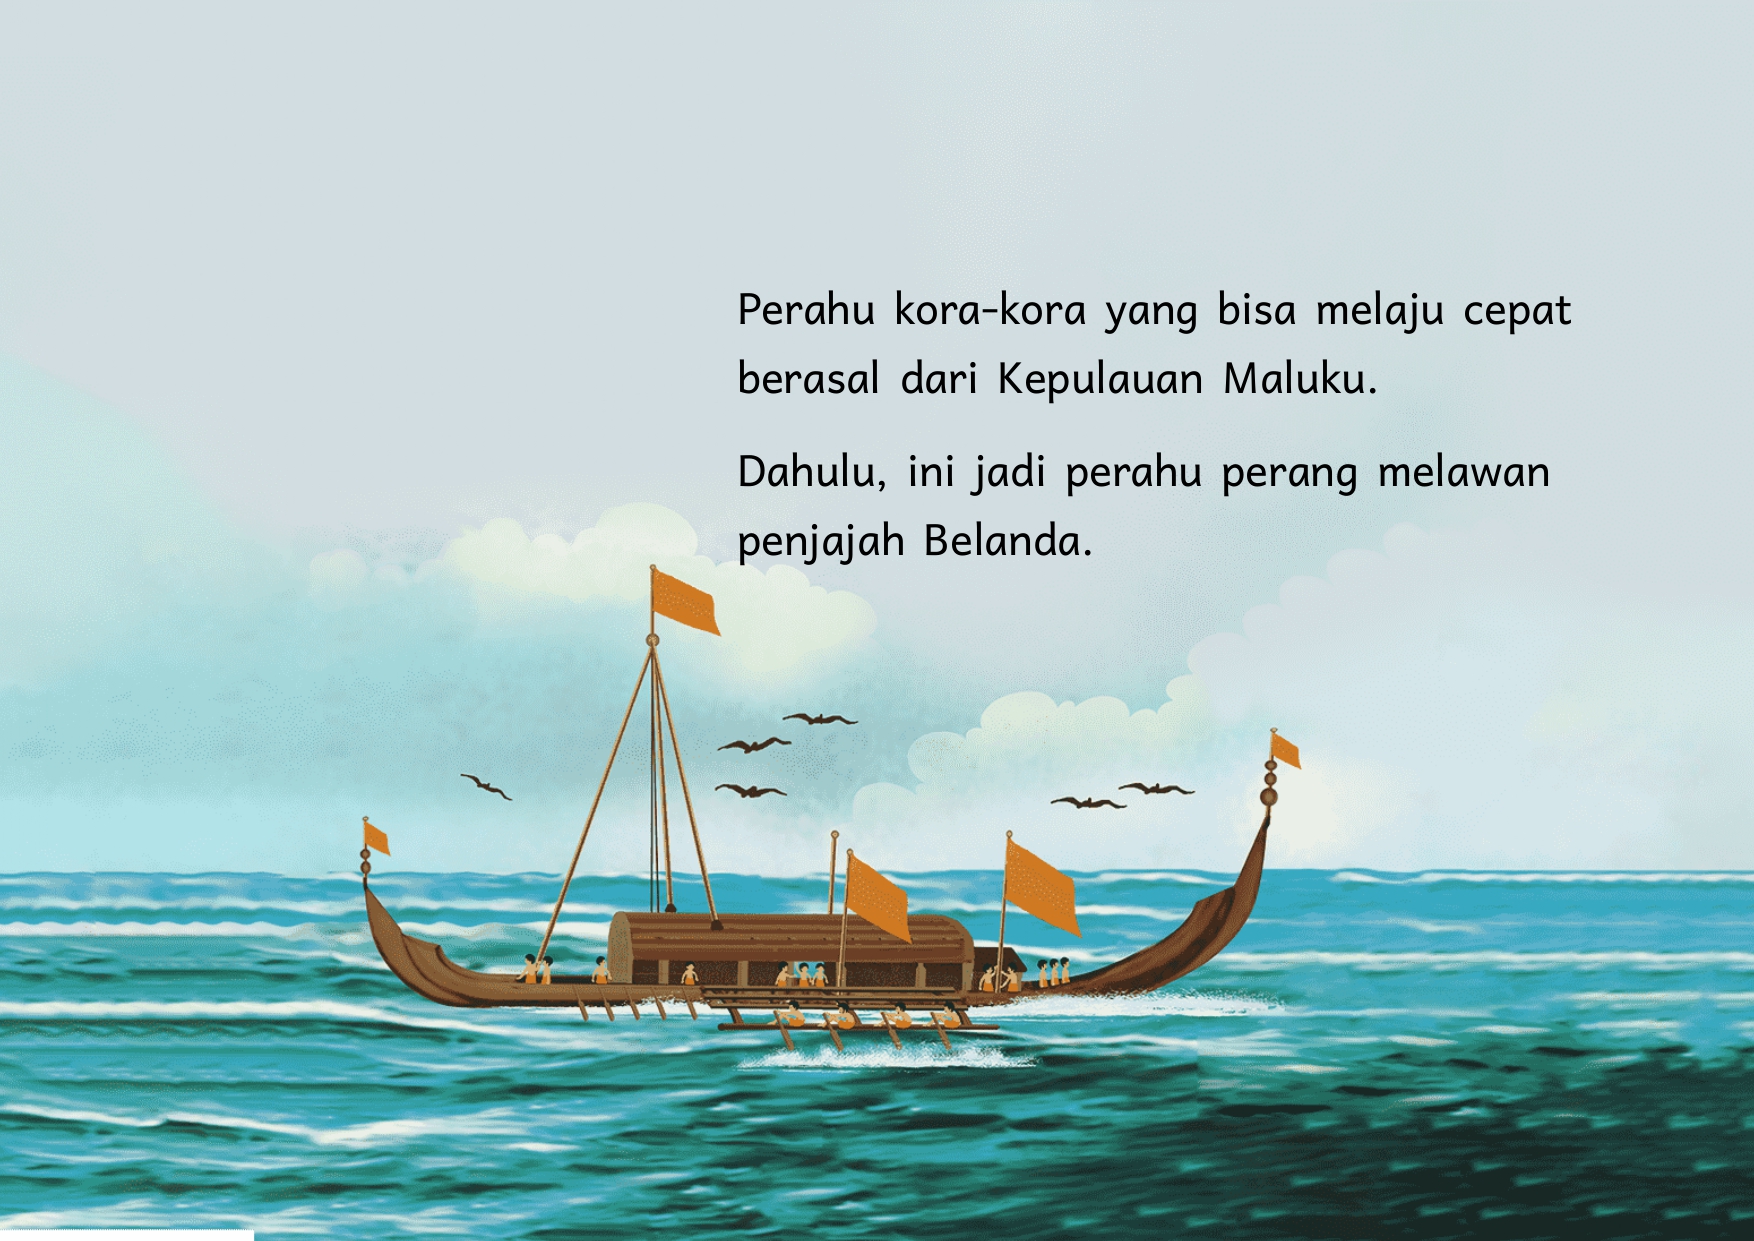 Perahu kora-kora yang bisa melaju cepat
berasal dari Kepulauan Maluku.
Dahulu, ini jadi perahu perang melawan
penjajah Belanda.